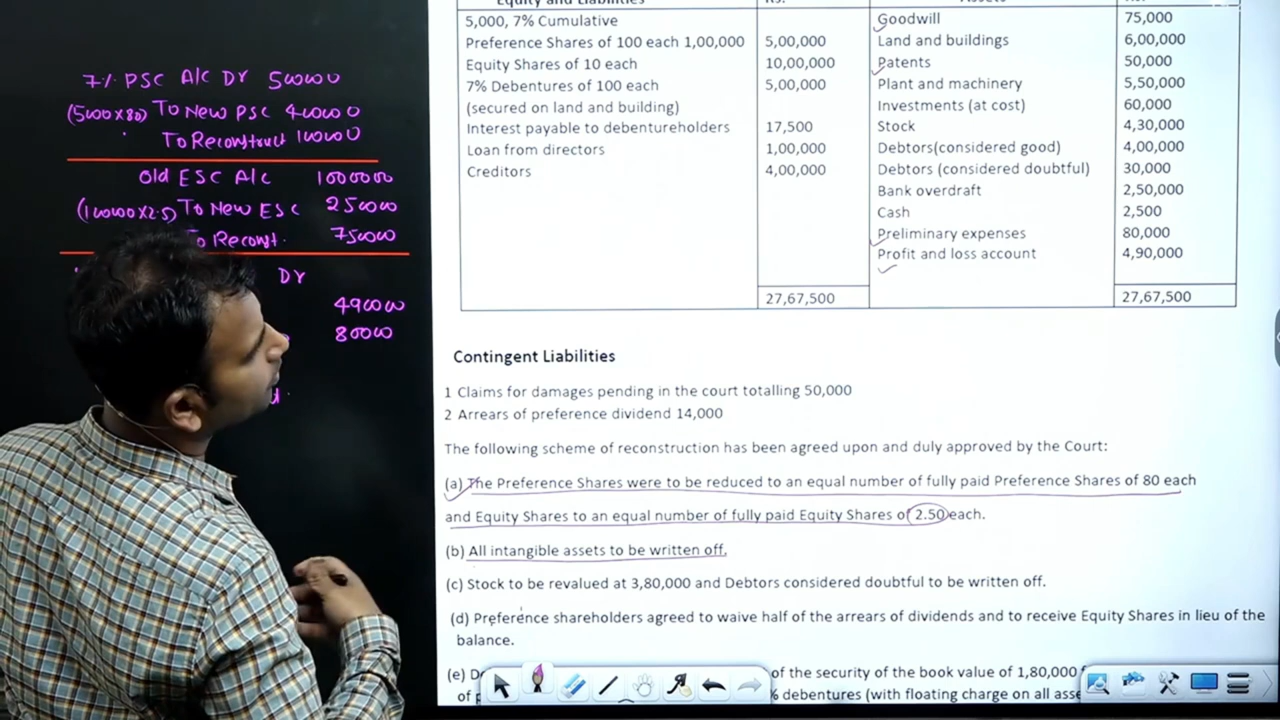 Equity and Liabilities Rs. Assets Rs.
5,000, 7% Cumulative Goodwill 75,000
Preference Shares of 100 each 1,00,000 5,00,000 Land and buildings 6,00,000
Equity Shares of 10 each 10,00,000 Patents 50,000
7% Debentures of 100 each 5,00,000 Plant and machinery 5,50,000
(secured on land and building) Investments (at cost) 60,000
Interest payable to debentureholders 17,500 Stock 4,30,000
Loan from directors 1,00,000 Debtors(considered good) 4,00,000
Creditors 4,00,000 Debtors (considered doubtful) 30,000
Bank overdraft 2,50,000
Cash 2,500
Preliminary expenses 80,000
Profit and loss account 4,90,000
27,67,500 27,67,500
7% PSC A/C Dr 500000
(5000x80) To New PSC 400000
To Reconstruct 100000
Old ESC A/C 1000000
(100000x2.5) To New ESC 250000
To Reconst. 750000
DY
490000
80000
d.
Contingent Liabilities
1 Claims for damages pending in the court totalling 50,000
2 Arrears of preference dividend 14,000
The following scheme of reconstruction has been agreed upon and duly approved by the Court:
(a) The Preference Shares were to be reduced to an equal number of fully paid Preference Shares of 80 each
and Equity Shares to an equal number of fully paid Equity Shares of 2.50 each.
(b) All intangible assets to be written off.
(c) Stock to be revalued at 3,80,000 and Debtors considered doubtful to be written off.
(d) Preference shareholders agreed to waive half of the arrears of dividends and to receive Equity Shares in lieu of the
balance.
(e) D of the security of the book value of 1,80,000
of % debentures (with floating charge on all asse